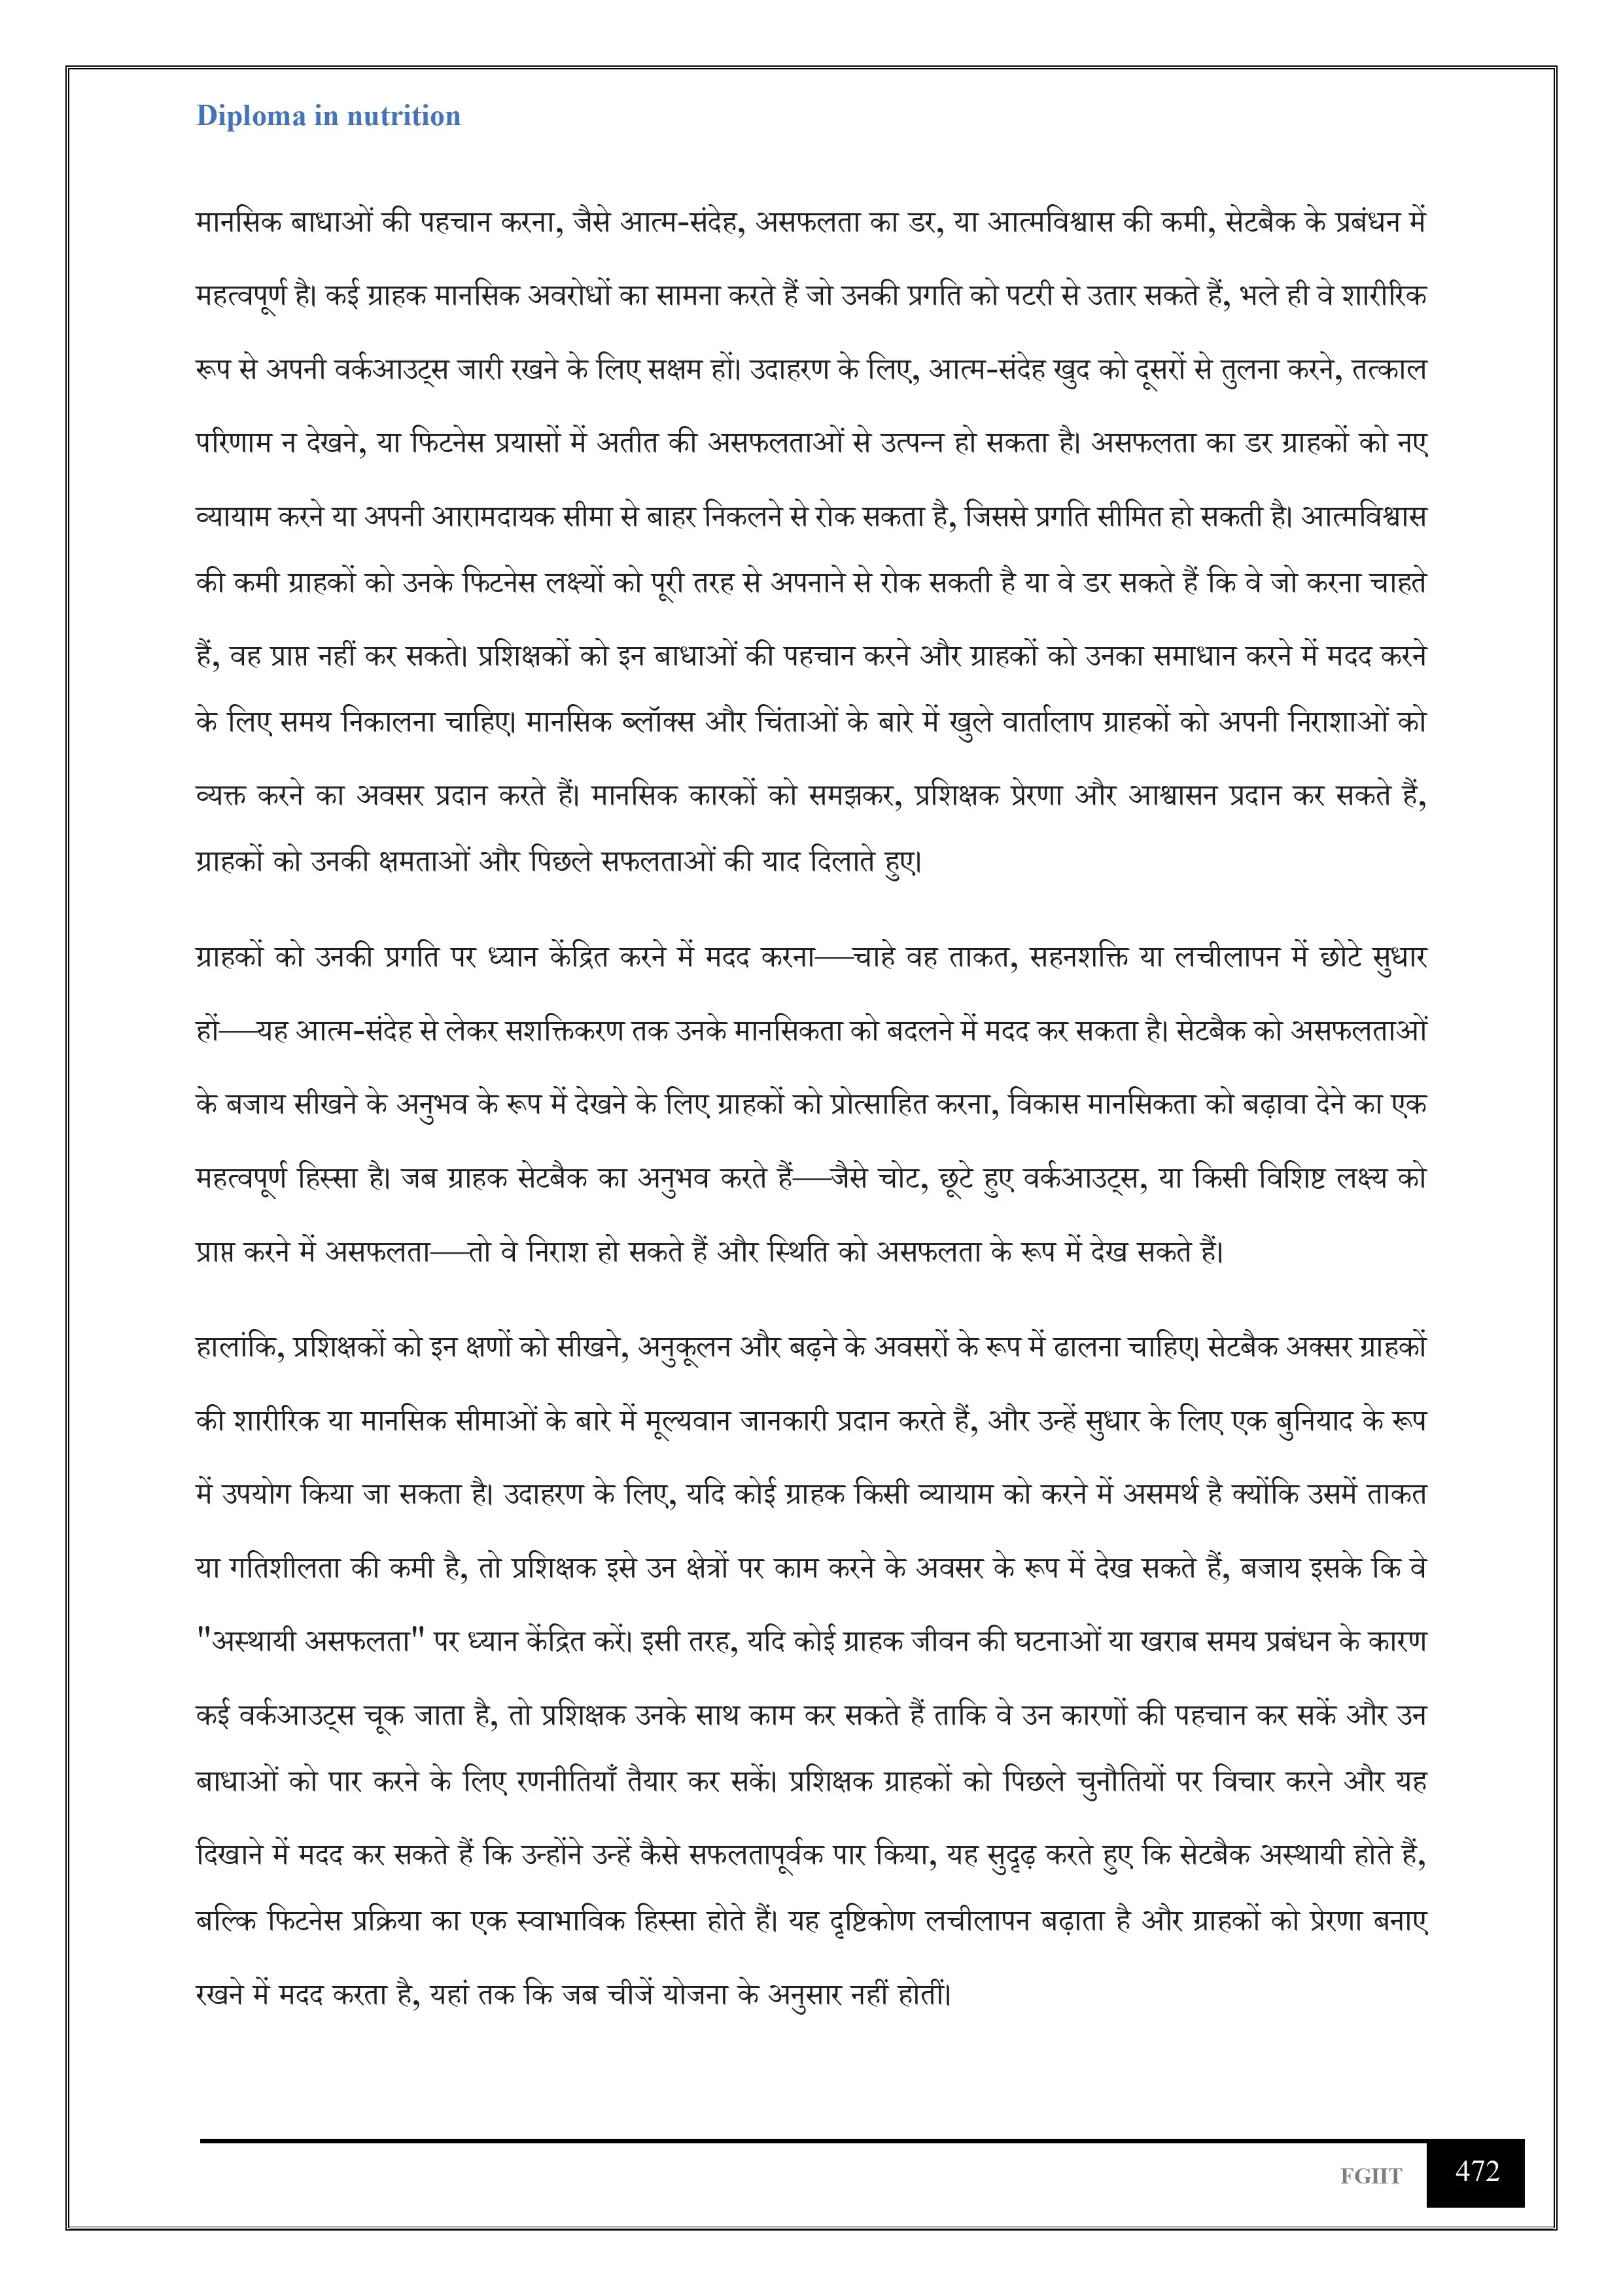 Diploma in nutrition
मानसिक बाधाओं की पहचान करना, जैसे आत्म-संदेह, असफलता का डर, या आत्मविश्वास की कमी, सेटबैक के प्रबंधन में
महत्वपूर्ण है। कई ग्राहक मानसिक अवरोधों का सामना करते हैं जो उनकी प्रगति को पटरी से उतार सकते हैं, भले ही वे शारीरिक
रूप से अपनी वर्कआउट्स जारी रखने के लिए सक्षम हों। उदाहरण के लिए, आत्म-संदेह खुद को दूसरों से तुलना करने, तत्काल
परिणाम न देखने, या फिटनेस प्रयासों में अतीत की असफलताओं से उत्पन्न हो सकता है। असफलता का डर ग्राहकों को नए
व्यायाम करने या अपनी आरामदायक सीमा से बाहर निकलने से रोक सकता है, जिससे प्रगति सीमित हो सकती है। आत्मविश्वास
की कमी ग्राहकों को उनके फिटनेस लक्ष्यों को पूरी तरह से अपनाने से रोक सकती है या वे डर सकते हैं कि वे जो करना चाहते
हैं, वह प्राप्त नहीं कर सकते। प्रशिक्षकों को इन बाधाओं की पहचान करने और ग्राहकों को उनका समाधान करने में मदद करने
के लिए समय निकालना चाहिए। मानसिक ब्लॉक्स और चिंताओं के बारे में खुले वार्तालाप ग्राहकों को अपनी निराशाओं को
व्यक्त करने का अवसर प्रदान करते हैं। मानसिक कारकों को समझकर, प्रशिक्षक प्रेरणा और आश्वासन प्रदान कर सकते हैं,
ग्राहकों को उनकी क्षमताओं और पिछले सफलताओं की याद दिलाते हुए।
ग्राहकों को उनकी प्रगति पर ध्यान केंद्रित करने में मदद करना—चाहे वह ताकत, सहनशक्ति या लचीलापन में छोटे सुधार
हों—यह आत्म-संदेह से लेकर सशक्तिकरण तक उनके मानसिकता को बदलने में मदद कर सकता है। सेटबैक को असफलताओं
के बजाय सीखने के अनुभव के रूप में देखने के लिए ग्राहकों को प्रोत्साहित करना, विकास मानसिकता को बढ़ावा देने का एक
महत्वपूर्ण हिस्सा है। जब ग्राहक सेटबैक का अनुभव करते हैं—जैसे चोट, छूटे हुए वर्कआउट्स, या किसी विशिष्ट लक्ष्य को
प्राप्त करने में असफलता—तो वे निराश हो सकते हैं और स्थिति को असफलता के रूप में देख सकते हैं।
हालांकि, प्रशिक्षकों को इन क्षणों को सीखने, अनुकूलन और बढ़ने के अवसरों के रूप में ढालना चाहिए। सेटबैक अक्सर ग्राहकों
की शारीरिक या मानसिक सीमाओं के बारे में मूल्यवान जानकारी प्रदान करते हैं, और उन्हें सुधार के लिए एक बुनियाद के रूप
में उपयोग किया जा सकता है। उदाहरण के लिए, यदि कोई ग्राहक किसी व्यायाम को करने में असमर्थ है क्योंकि उसमें ताकत
या गतिशीलता की कमी है, तो प्रशिक्षक इसे उन क्षेत्रों पर काम करने के अवसर के रूप में देख सकते हैं, बजाय इसके कि वे
"अस्थायी असफलता" पर ध्यान केंद्रित करें। इसी तरह, यदि कोई ग्राहक जीवन की घटनाओं या खराब समय प्रबंधन के कारण
कई वर्कआउट्स चूक जाता है, तो प्रशिक्षक उनके साथ काम कर सकते हैं ताकि वे उन कारणों की पहचान कर सकें और उन
बाधाओं को पार करने के लिए रणनीतियाँ तैयार कर सकें। प्रशिक्षक ग्राहकों को पिछले चुनौतियों पर विचार करने और यह
दिखाने में मदद कर सकते हैं कि उन्होंने उन्हें कैसे सफलतापूर्वक पार किया, यह सुदृढ़ करते हुए कि सेटबैक अस्थायी होते हैं,
बल्कि फिटनेस प्रक्रिया का एक स्वाभाविक हिस्सा होते हैं। यह दृष्टिकोण लचीलापन बढ़ाता है और ग्राहकों को प्रेरणा बनाए
रखने में मदद करता है, यहां तक कि जब चीजें योजना के अनुसार नहीं होतीं।
FGIIT 472